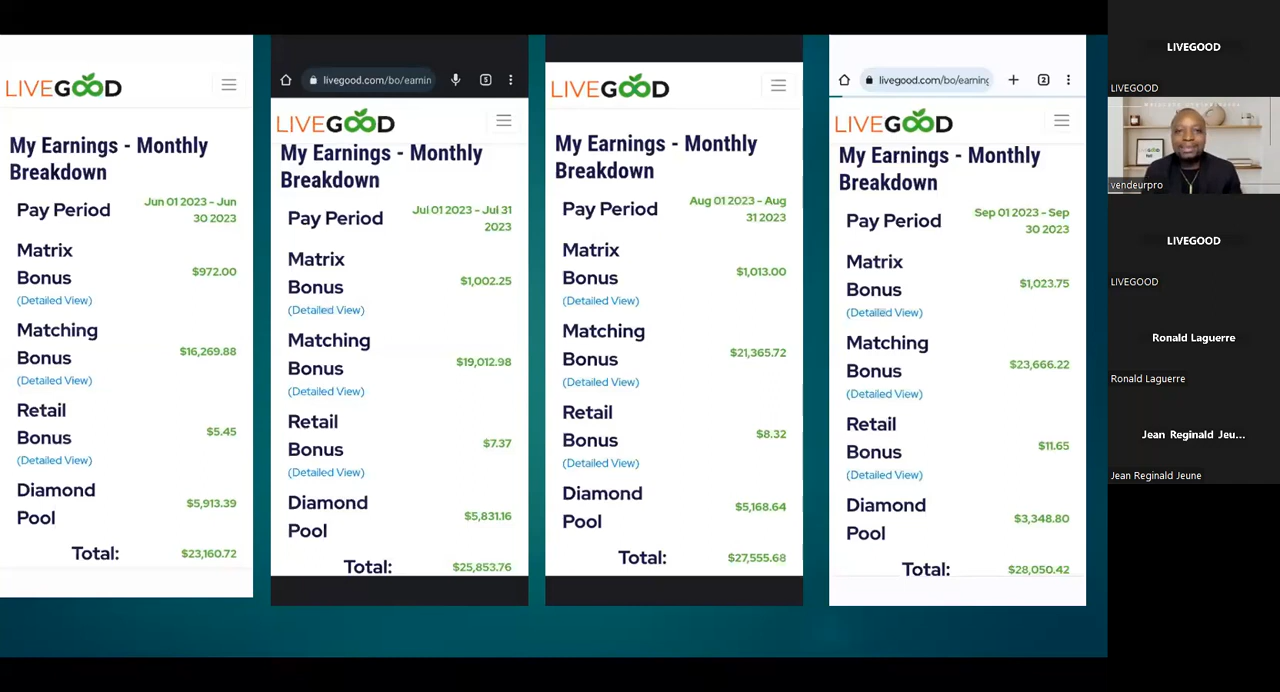 LIVEGOOD
My Earnings - Monthly
Breakdown
Pay Period
Jun 01 2023 - Jun
30 2023
Matrix
Bonus
$972.00
(Detailed View)
Matching
Bonus
$16,269.88
(Detailed View)
Retail
Bonus
$5.45
(Detailed View)
Diamond
Pool
$5,913.39
Total:
$23,160.72
livegood.com/bo/earnin
5
LIVEGOOD
My Earnings - Monthly
Breakdown
Pay Period
Jul 01 2023 - Jul 31
2023
Matrix
Bonus
$1,002.25
(Detailed View)
Matching
Bonus
$19,012.98
(Detailed View)
Retail
Bonus
$7.37
(Detailed View)
Diamond
Pool
$5,831.16
Total:
$25,853.76
LIVEGOOD
My Earnings - Monthly
Breakdown
Pay Period
Aug 01 2023 - Aug
31 2023
Matrix
Bonus
$1,013.00
(Detailed View)
Matching
Bonus
$21,365.72
(Detailed View)
Retail
Bonus
$8.32
(Detailed View)
Diamond
Pool
$5,168.64
Total:
$27,555.68
livegood.com/bo/earning
2
LIVEGOOD
My Earnings - Monthly
Breakdown
Pay Period
Sep 01 2023 - Sep
30 2023
Matrix
Bonus
$1,023.75
(Detailed View)
Matching
Bonus
$23,666.22
(Detailed View)
Retail
Bonus
$11.65
(Detailed View)
Diamond
Pool
$3,348.80
Total:
$28,050.42
LIVEGOOD
LIVEGOOD
vendeurpro
LIVEGOOD
LIVEGOOD
Ronald Laguerre
Ronald Laguerre
Jean Reginald Jeu...
Jean Reginald Jeune